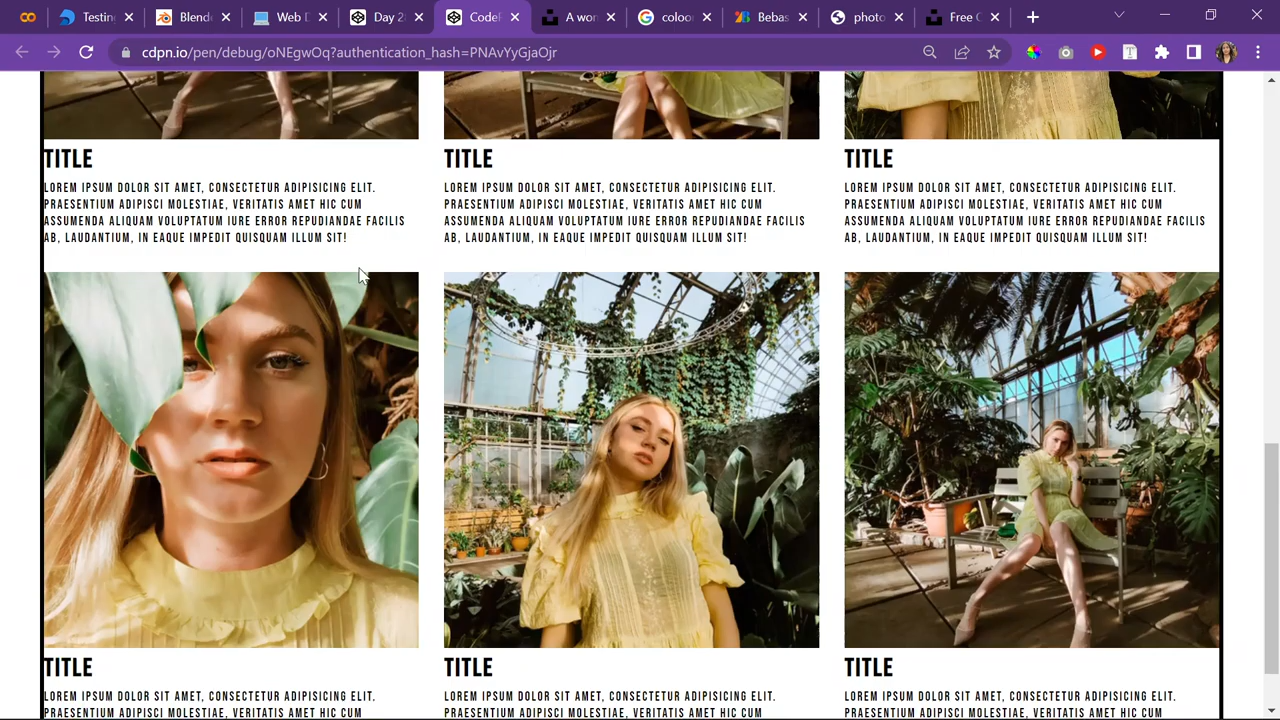 Testing
Blende
Web D
Day 2
CodeP
A wor
coloo
Bebas
photo
Free C
cdpn.io/pen/debug/oNEgwOq?authentication_hash=PNAvYyGjaOjr
TITLE
LOREM IPSUM DOLOR SIT AMET, CONSECTETUR ADIPISICING ELIT.
PRAESENTIUM ADIPISCI MOLESTIAE, VERITATIS AMET HIC CUM
ASSUMENDA ALIQUAM VOLUPTATUM IURE ERROR REPUDIANDAE FACILIS
AB, LAUDANTIUM, IN EAQUE IMPEDIT QUISQUAM ILLUM SIT!
TITLE
LOREM IPSUM DOLOR SIT AMET, CONSECTETUR ADIPISICING ELIT.
PRAESENTIUM ADIPISCI MOLESTIAE, VERITATIS AMET HIC CUM
ASSUMENDA ALIQUAM VOLUPTATUM IURE ERROR REPUDIANDAE FACILIS
AB, LAUDANTIUM, IN EAQUE IMPEDIT QUISQUAM ILLUM SIT!
TITLE
LOREM IPSUM DOLOR SIT AMET, CONSECTETUR ADIPISICING ELIT.
PRAESENTIUM ADIPISCI MOLESTIAE, VERITATIS AMET HIC CUM
ASSUMENDA ALIQUAM VOLUPTATUM IURE ERROR REPUDIANDAE FACILIS
AB, LAUDANTIUM, IN EAQUE IMPEDIT QUISQUAM ILLUM SIT!
TITLE
LOREM IPSUM DOLOR SIT AMET, CONSECTETUR ADIPISICING ELIT.
PRAESENTIUM ADIPISCI MOLESTIAE, VERITATIS AMET HIC CUM
TITLE
LOREM IPSUM DOLOR SIT AMET, CONSECTETUR ADIPISICING ELIT.
PRAESENTIUM ADIPISCI MOLESTIAE, VERITATIS AMET HIC CUM
TITLE
LOREM IPSUM DOLOR SIT AMET, CONSECTETUR ADIPISICING ELIT.
PRAESENTIUM ADIPISCI MOLESTIAE, VERITATIS AMET HIC CUM